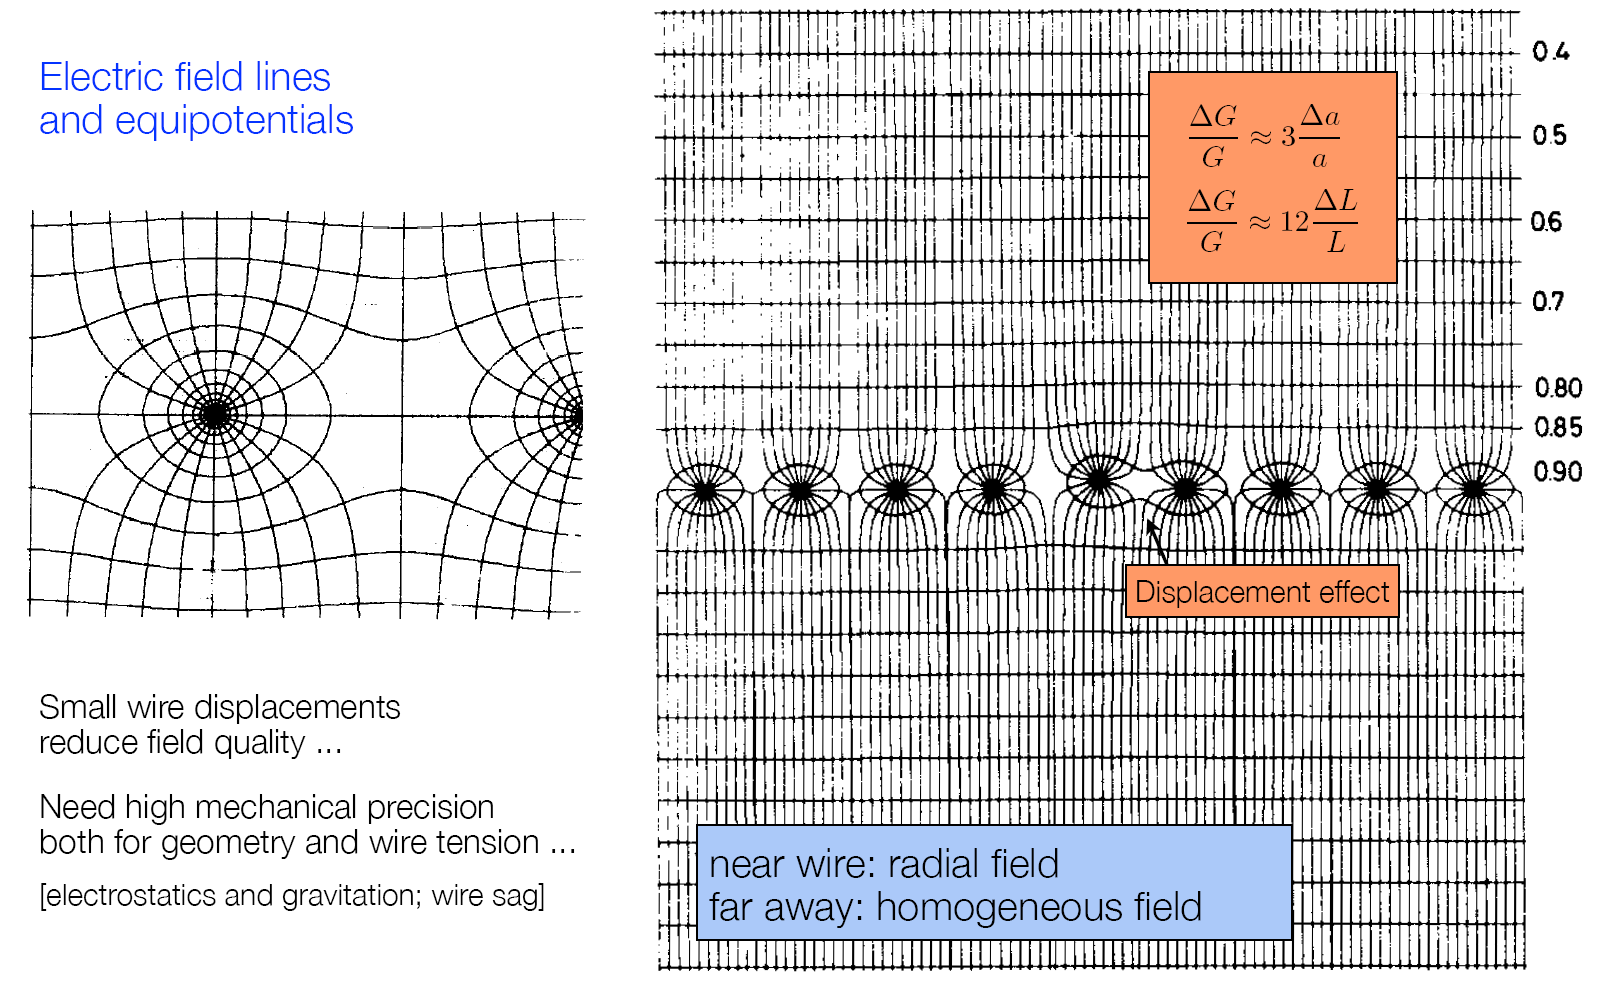 Electric field lines
and equipotentials
Small wire displacements
reduce field quality ...
Need high mechanical precision
both for geometry and wire tension ...
[electrostatics and gravitation; wire sag]
ΔG/G ≈ 3 Δa/a
ΔG/G ≈ 12 ΔL/L
0.4
0.5
0.6
0.7
0.80
0.85
0.90
Displacement effect
near wire: radial field
far away: homogeneous field